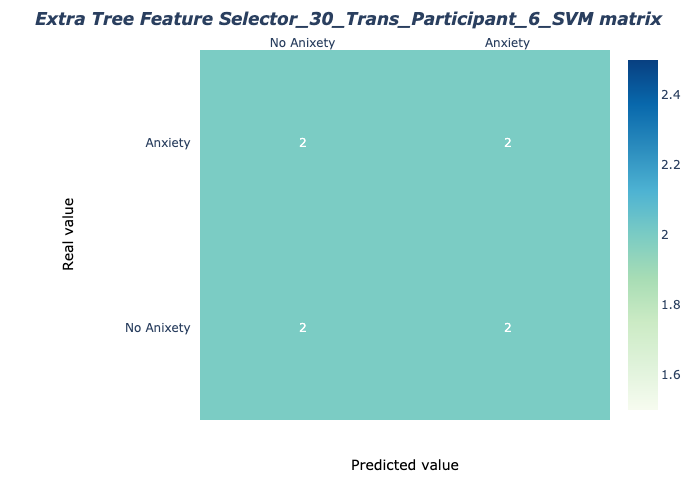 Extra Tree Feature Selector_30_Trans_Participant_6_SVM matrix
No Anixety Anxiety
2.4
Anxiety 2 2
2.2
Real value
2
1.8
No Anixety 2 2
1.6
Predicted value